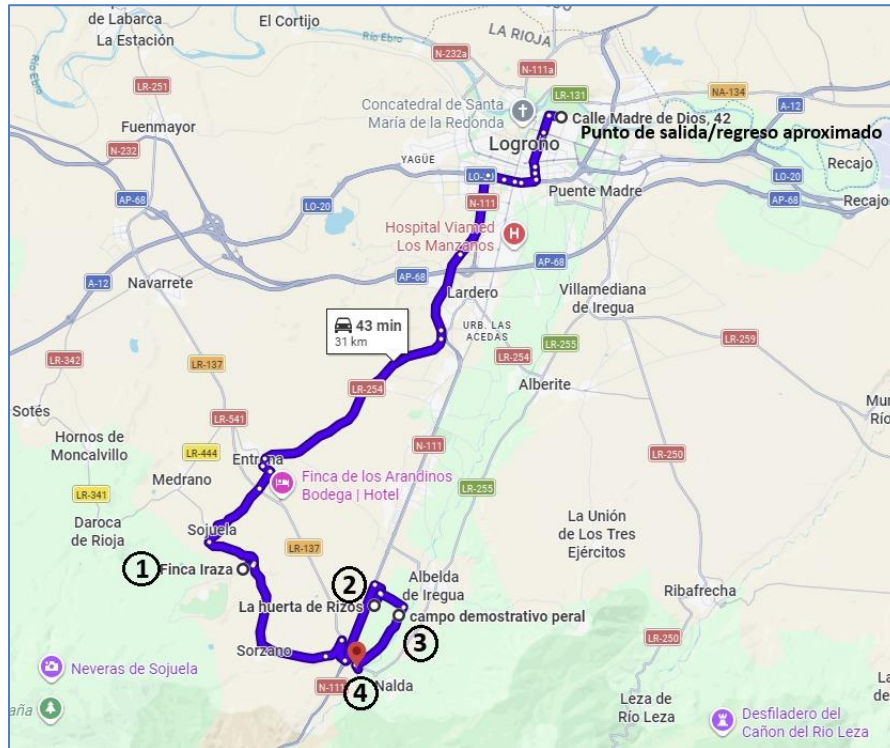 de Labarca
La Estación
El Cortijo
Río Ebro
LA RIOJA
N-232a
N-111a
LR-131
NA-134
A-12
LR-251
Río Ebro
Concatedral de Santa
María de la Redonda
Calle Madre de Dios, 42
Punto de salida/regreso aproximado
Fuenmayor
N-232
Logroño
YAGÜE
Recajo
AP-68
LO-20
Puente Madre
LO-20
AP-68
Recajo
LO-20
N-111
Hospital Viamed
Los Manzanos
H
A-12
Navarrete
AP-68
AP-68
Lardero
Villamediana
de Iregua
43 min
31 km
URB. LAS
ACEDAS
LR-342
LR-137
LR-254
LR-255
LR-259
LR-254
Alberite
Sotés
LR-541
Hornos de
Moncalvillo
LR-444
N-111
LR-250
Medrano
Finca de los Arandinos
Bodega | Hotel
LR-255
LR-341
Daroca
de Rioja
Sojuela
LR-137
La Unión
de Los Tres
Ejércitos
1
Finca Iraza
2
Albelda
de Iregua
Ribafrecha
La huerta de Rizos
campo demostrativo peral
3
LR-250
Sorzano
Neveras de Sojuela
N-111
4
Nalda
Leza de
Río Leza
Desfiladero del
Cañon del Rio Leza